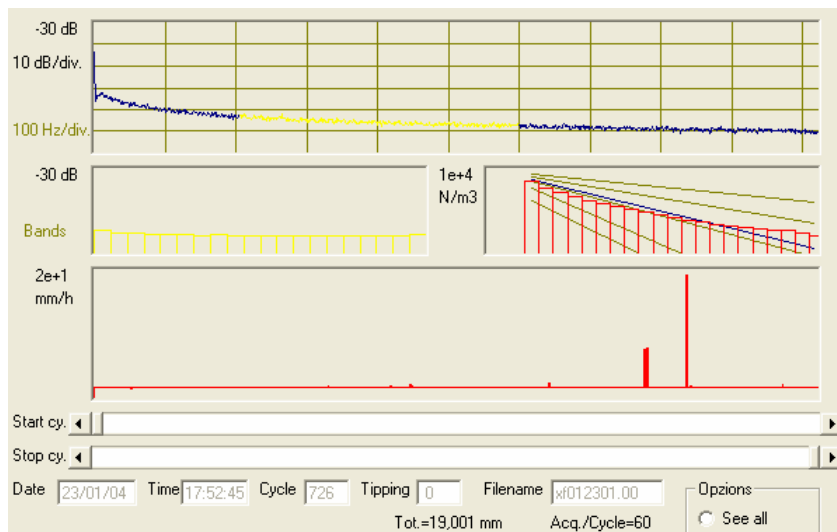 -30 dB
10 dB/div.
100 Hz/div.
-30 dB
Bands
1e+4
N/m3
2e+1
mm/h
Start cy.
Stop cy.
Date 23/01/04 Time 17:52:45 Cycle 726 Tipping 0 Filename xf012301.00 Opzioni
Tot.=19,001 mm Acq./Cycle=60 See all